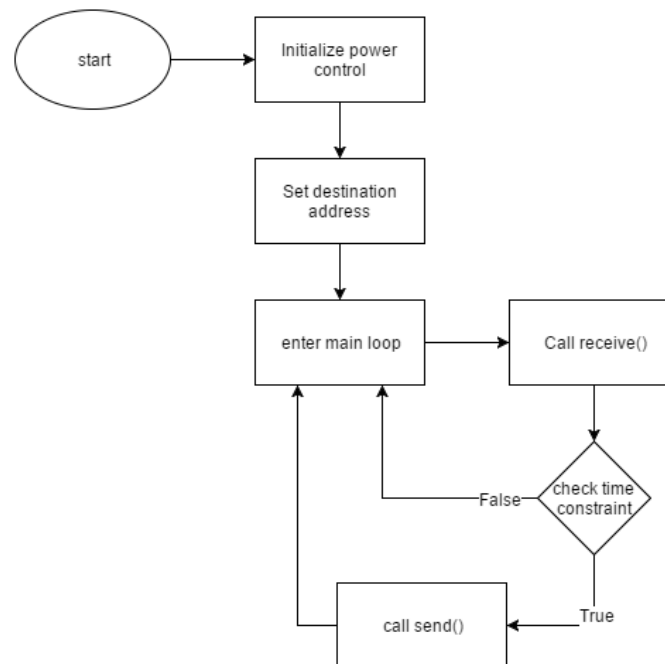 start
Initialize power
control
Set destination
address
enter main loop
Call receive()
check time
constraint
False
True
call send()